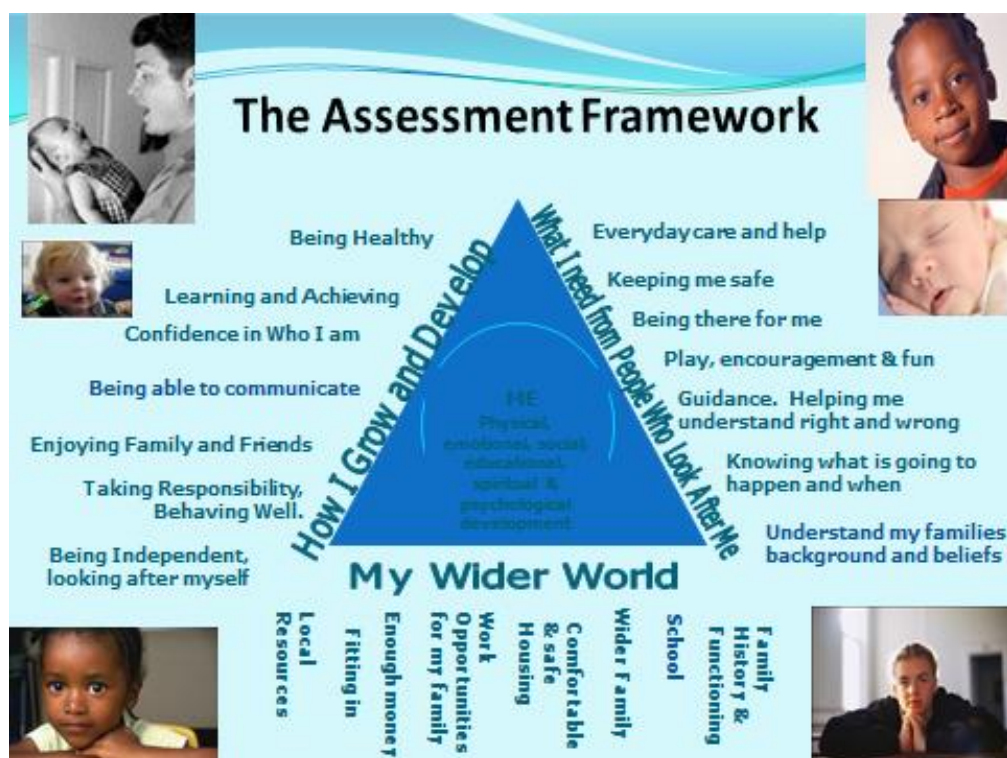 The Assessment Framework
Being Healthy
Learning and Achieving
Confidence in Who I am
Being able to communicate
Enjoying Family and Friends
Taking Responsibility,
Behaving Well.
Being Independent,
looking after myself
How I Grow and Develop
HE
Physical,
emotional, social,
educational,
spiritual &
psychological
development
What I need from People Who Look After Me
Everyday care and help
Keeping me safe
Being there for me
Play, encouragement & fun
Guidance. Helping me
understand right and wrong
Knowing what is going to
happen and when
Understand my families
background and beliefs
My Wider World
Local
Resources
Fitting in
Enough money
Work
Opportunities
for my family
Comfortable
& safe
Housing
Wider Family
School
Family
History &
Functioning